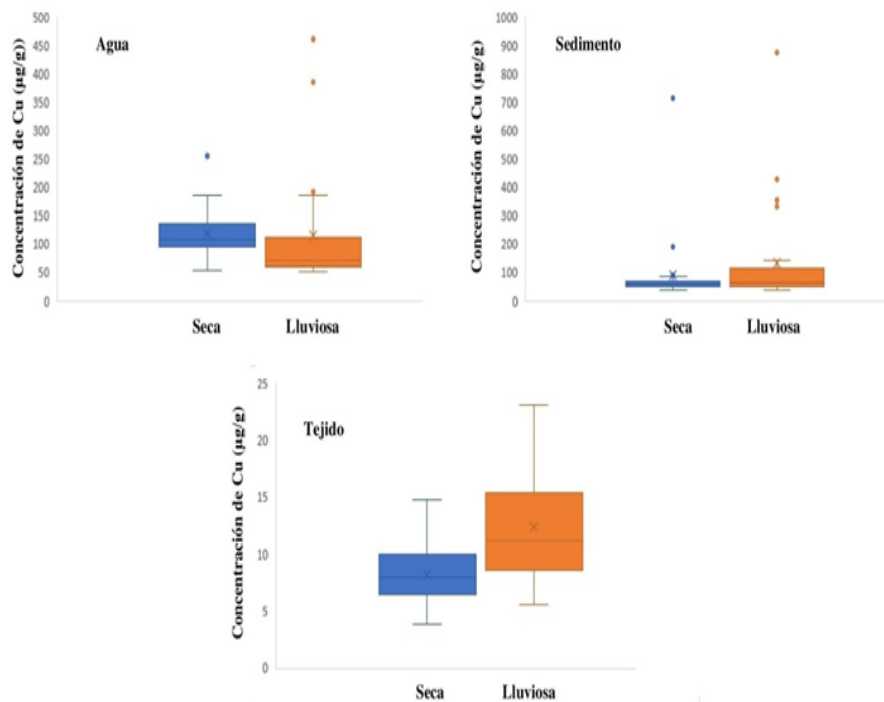 Agua
Concentración de Cu (µg/g))
500
450
400
350
300
250
200
150
100
50
0
Seca
Lluviosa
Sedimento
Concentración de Cu (µg/g)
1000
900
800
700
600
500
400
300
200
100
0
Seca
Lluviosa
Tejido
Concentración de Cu (µg/g)
25
20
15
10
5
0
Seca
Lluviosa